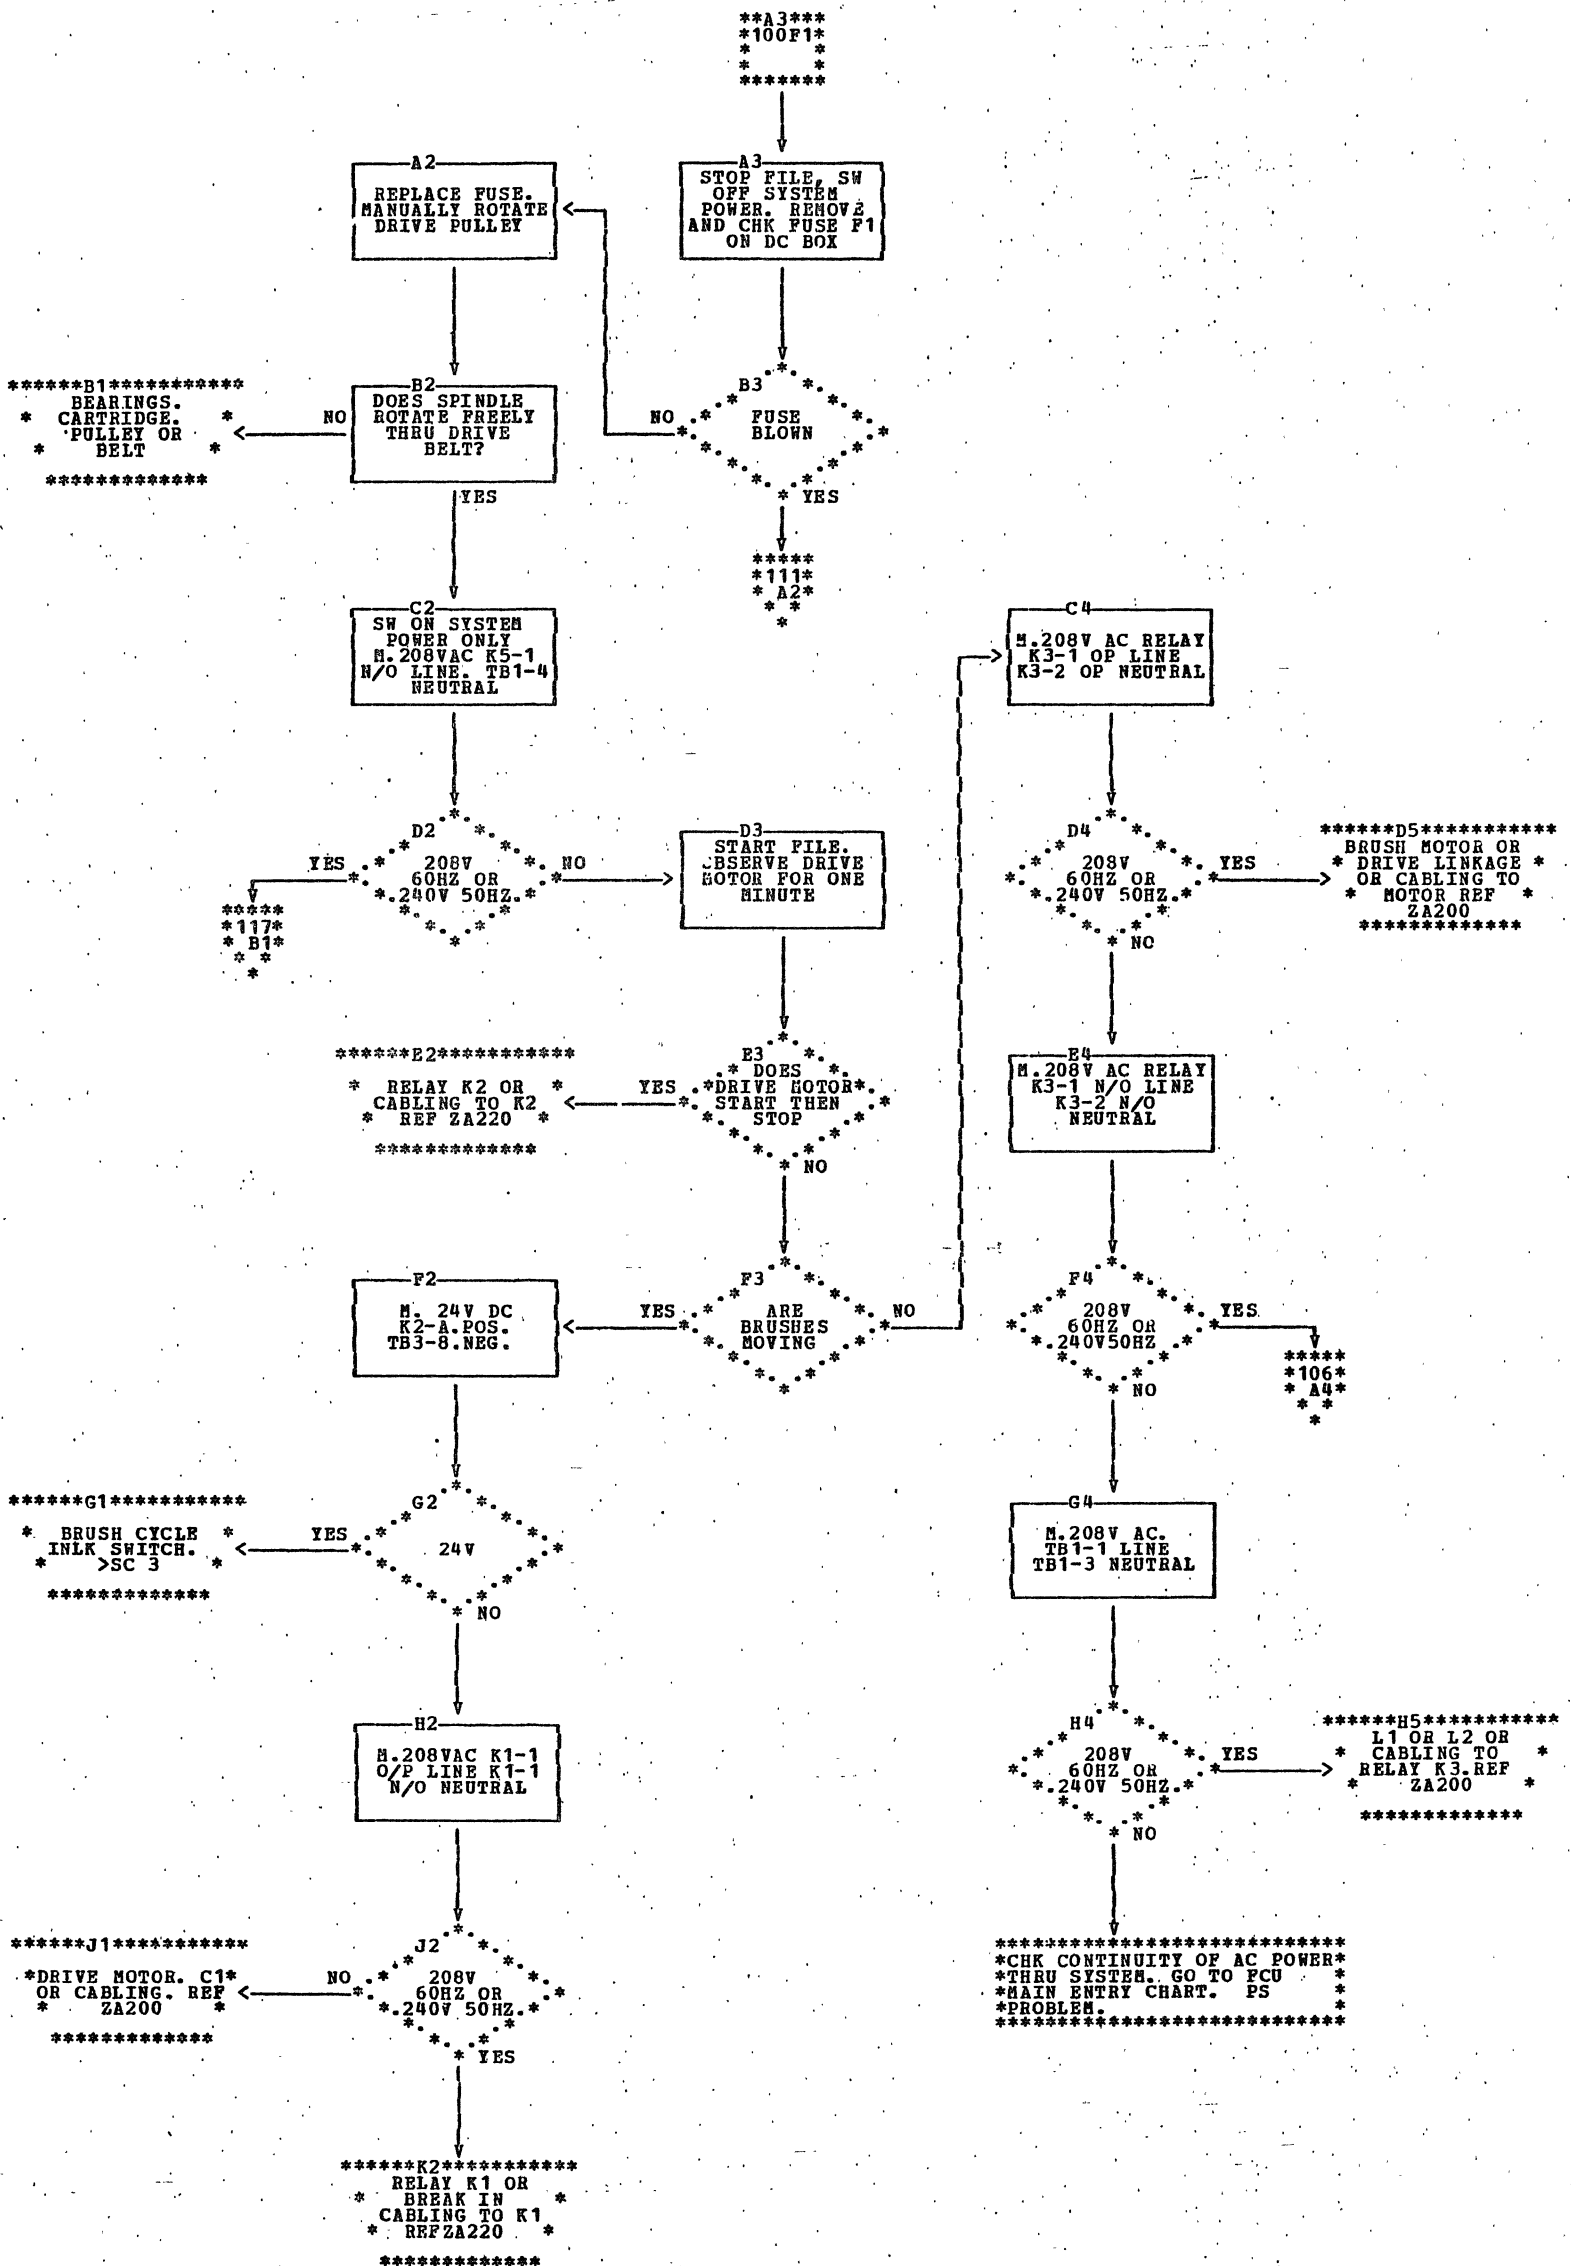 **A3***
*100F1*
* *
* *
*******
A2
REPLACE FUSE.
MANUALLY ROTATE
DRIVE PULLEY
A3
STOP FILE, SW
OFF SYSTEM
POWER. REMOVE
AND CHK FUSE F1
ON DC BOX
******B1***********
BEARINGS.
* CARTRIDGE. *
PULLEY OR
* BELT *
*************
NO
B2
DOES SPINDLE
ROTATE FREELY
THRU DRIVE
BELT?
YES
B3
FUSE
BLOWN
NO
YES
*****
*111*
* A2*
* *
*
C2
SW ON SYSTEM
POWER ONLY
M.208VAC K5-1
N/O LINE. TB1-4
NEUTRAL
C4
M.208V AC RELAY
K3-1 OP LINE
K3-2 OP NEUTRAL
D2
208V
60HZ OR
240V 50HZ
YES
NO
*****
*117*
* B1*
* *
*
D3
START FILE.
OBSERVE DRIVE
MOTOR FOR ONE
MINUTE
D4
208V
60HZ OR
240V 50HZ
YES
NO
******D5***********
BRUSH MOTOR OR
* DRIVE LINKAGE *
OR CABLING TO
* MOTOR REF *
ZA200
*************
******E2***********
* RELAY K2 OR *
CABLING TO K2
* REF ZA220 *
*************
YES
E3
DOES
DRIVE MOTOR
START THEN
STOP
NO
E4
M.208V AC RELAY
K3-1 N/O LINE
K3-2 N/O
NEUTRAL
F2
M. 24V DC
K2-A.POS.
TB3-8.NEG.
YES
F3
ARE
BRUSHES
MOVING
NO
F4
208V
60HZ OR
240V50HZ
YES
NO
*****
*106*
* A4*
* *
*
******G1***********
* BRUSH CYCLE *
INLK SWITCH.
* >SC 3 *
*************
YES
G2
24V
NO
G4
M.208V AC.
TB1-1 LINE
TB1-3 NEUTRAL
H2
M.208VAC K1-1
O/P LINE K1-1
N/O NEUTRAL
H4
208V
60HZ OR
240V 50HZ
YES
NO
******H5***********
L1 OR L2 OR
* CABLING TO *
RELAY K3.REF
* ZA200 *
*************
******J1***********
*DRIVE MOTOR. C1*
OR CABLING. REF
* ZA200 *
*************
NO
J2
208V
60HZ OR
240V 50HZ
YES
***************************
*CHK CONTINUITY OF AC POWER*
*THRU SYSTEM. GO TO FCU *
*MAIN ENTRY CHART. PS *
*PROBLEM. *
***************************
******K2***********
RELAY K1 OR
* BREAK IN *
CABLING TO K1
* REFZA220 *
*************